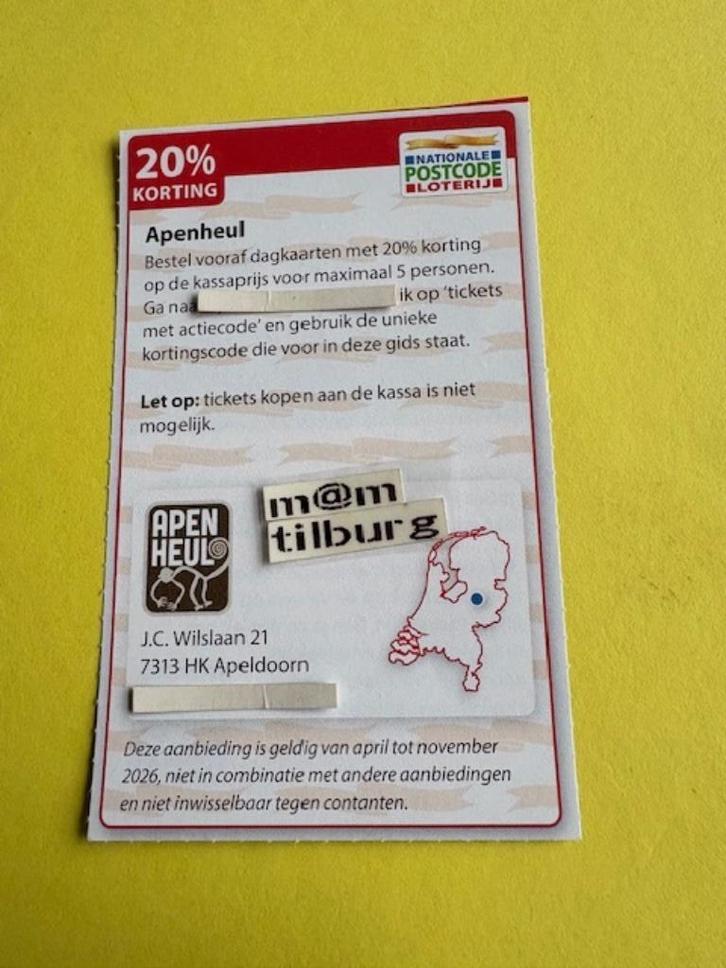 20%
KORTING
NATIONALE
POSTCODE
LOTERIJ
Apenheul
Bestel vooraf dagkaarten met 20% korting
op de kassaprijs voor maximaal 5 personen.
Ga naa ik op 'tickets
met actiecode' en gebruik de unieke
kortingscode die voor in deze gids staat.
Let op: tickets kopen aan de kassa is niet
mogelijk.
m@m
tilburg
APEN
HEUL
J.C. Wilslaan 21
7313 HK Apeldoorn
Deze aanbieding is geldig van april tot november
2026, niet in combinatie met andere aanbiedingen
en niet inwisselbaar tegen contanten.